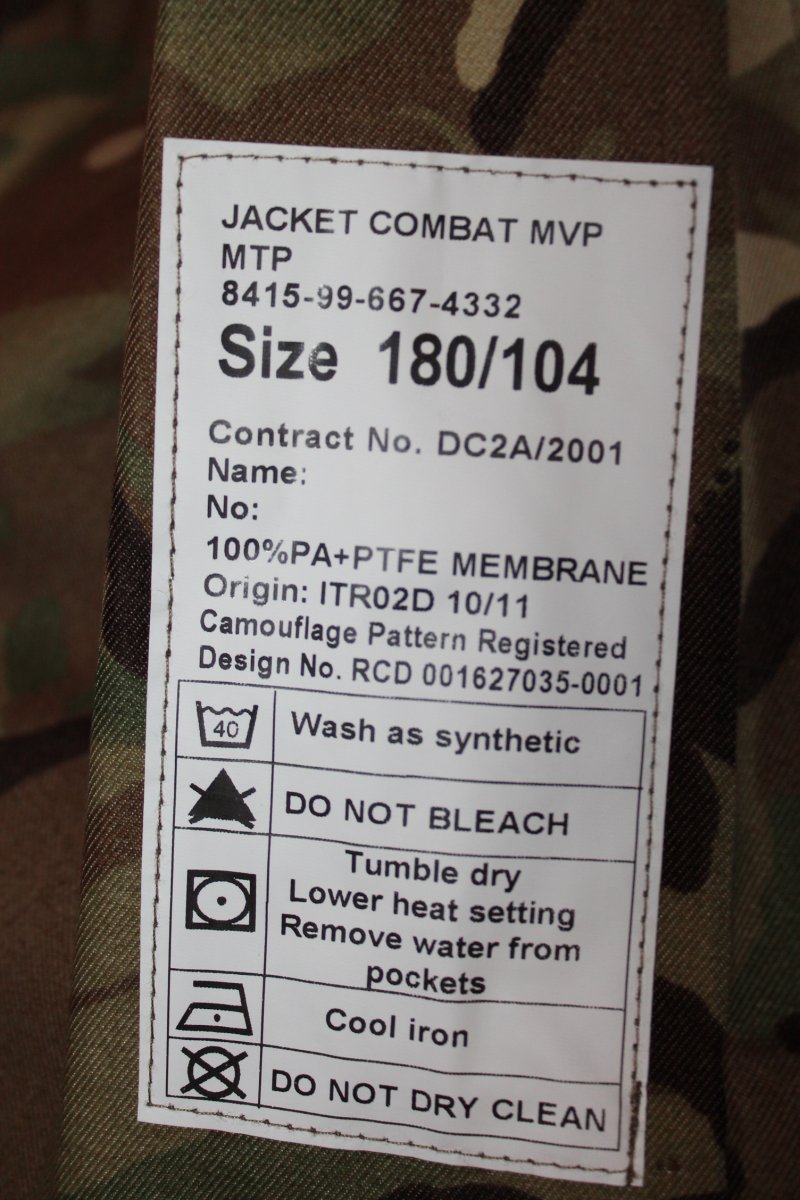 JACKET COMBAT MVP
MTP
8415-99-667-4332
Size 180/104
Contract No. DC2A/2001
Name:
No:
100%PA+PTFE MEMBRANE
Origin: ITR02D 10/11
Camouflage Pattern Registered
Design No. RCD 001627035-0001
40 Wash as synthetic
DO NOT BLEACH
Tumble dry
Lower heat setting
Remove water from
pockets
Cool iron
DO NOT DRY CLEAN